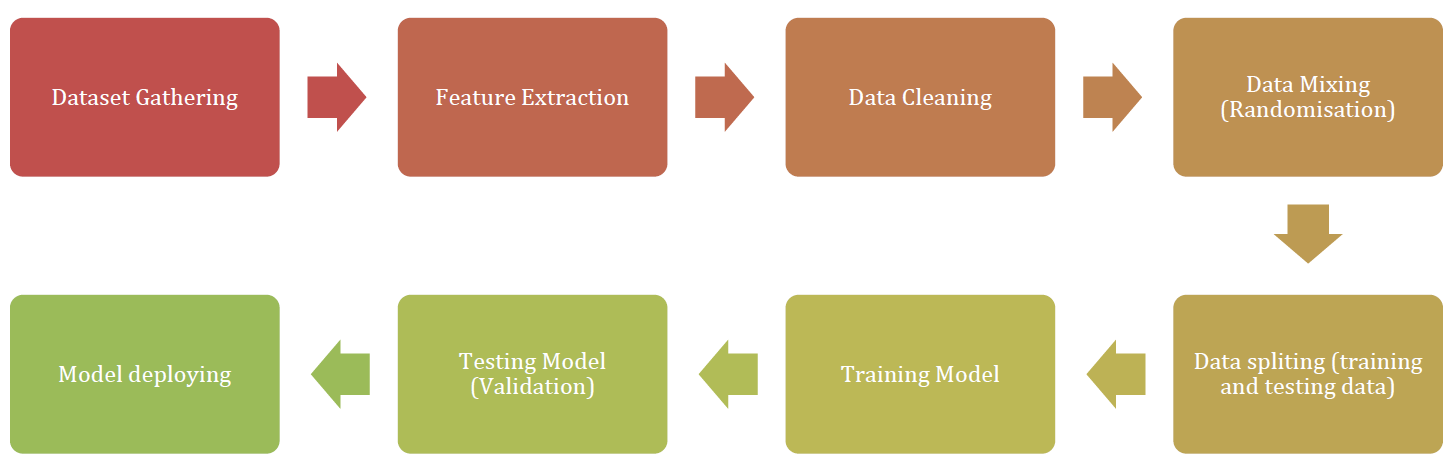 Dataset Gathering
Feature Extraction
Data Cleaning
Data Mixing
(Randomisation)
Data spliting (training
and testing data)
Training Model
Testing Model
(Validation)
Model deploying